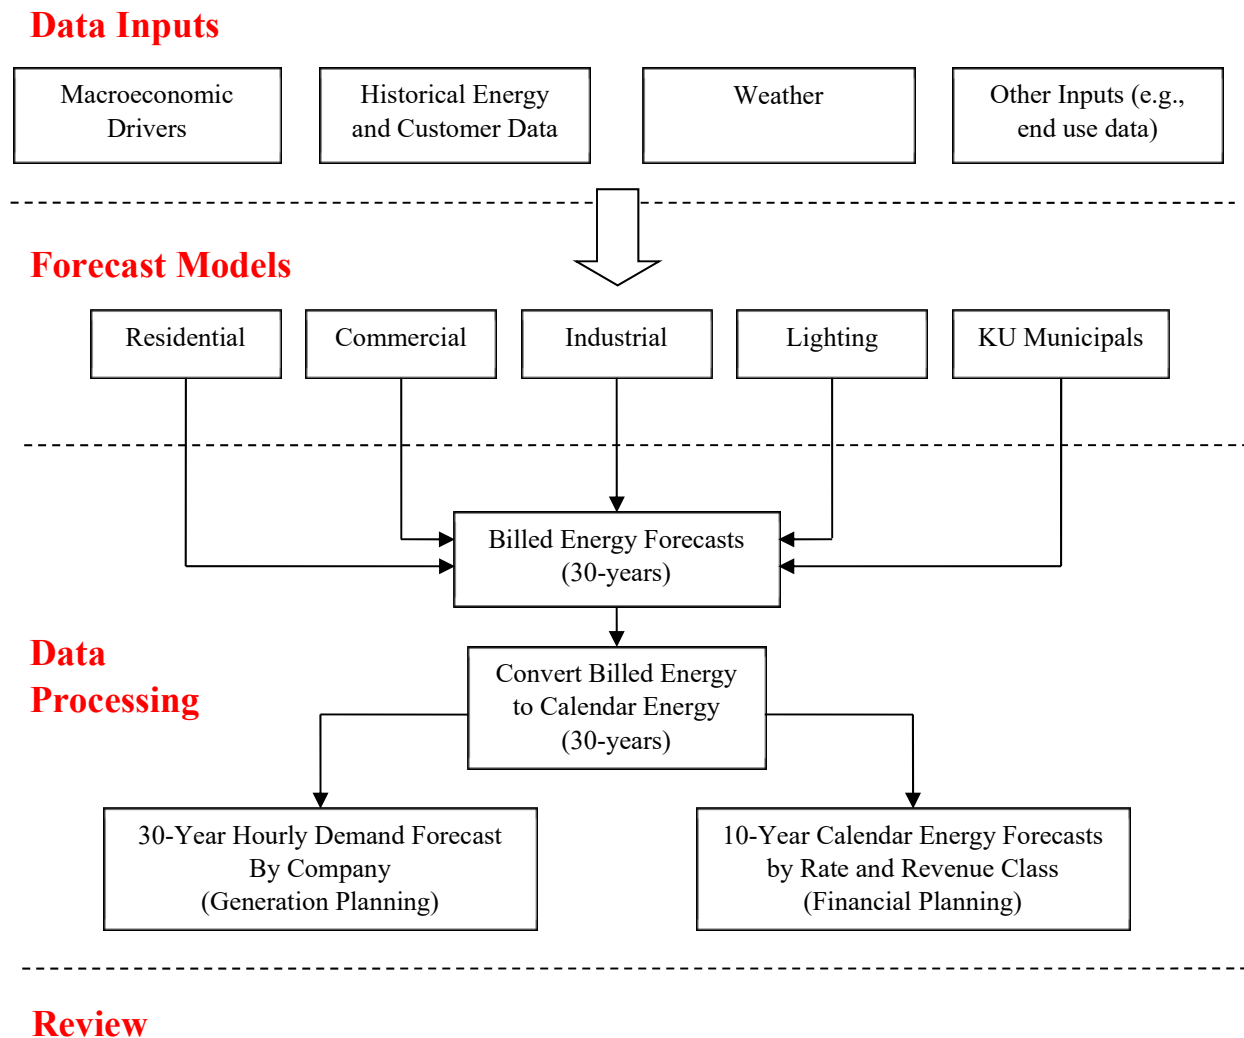 Data Inputs
Macroeconomic
Drivers
Historical Energy
and Customer Data
Weather
Other Inputs (e.g.,
end use data)
Forecast Models
Residential
Commercial
Industrial
Lighting
KU Municipals
Billed Energy Forecasts
(30-years)
Data
Processing
Convert Billed Energy
to Calendar Energy
(30-years)
30-Year Hourly Demand Forecast
By Company
(Generation Planning)
10-Year Calendar Energy Forecasts
by Rate and Revenue Class
(Financial Planning)
Review